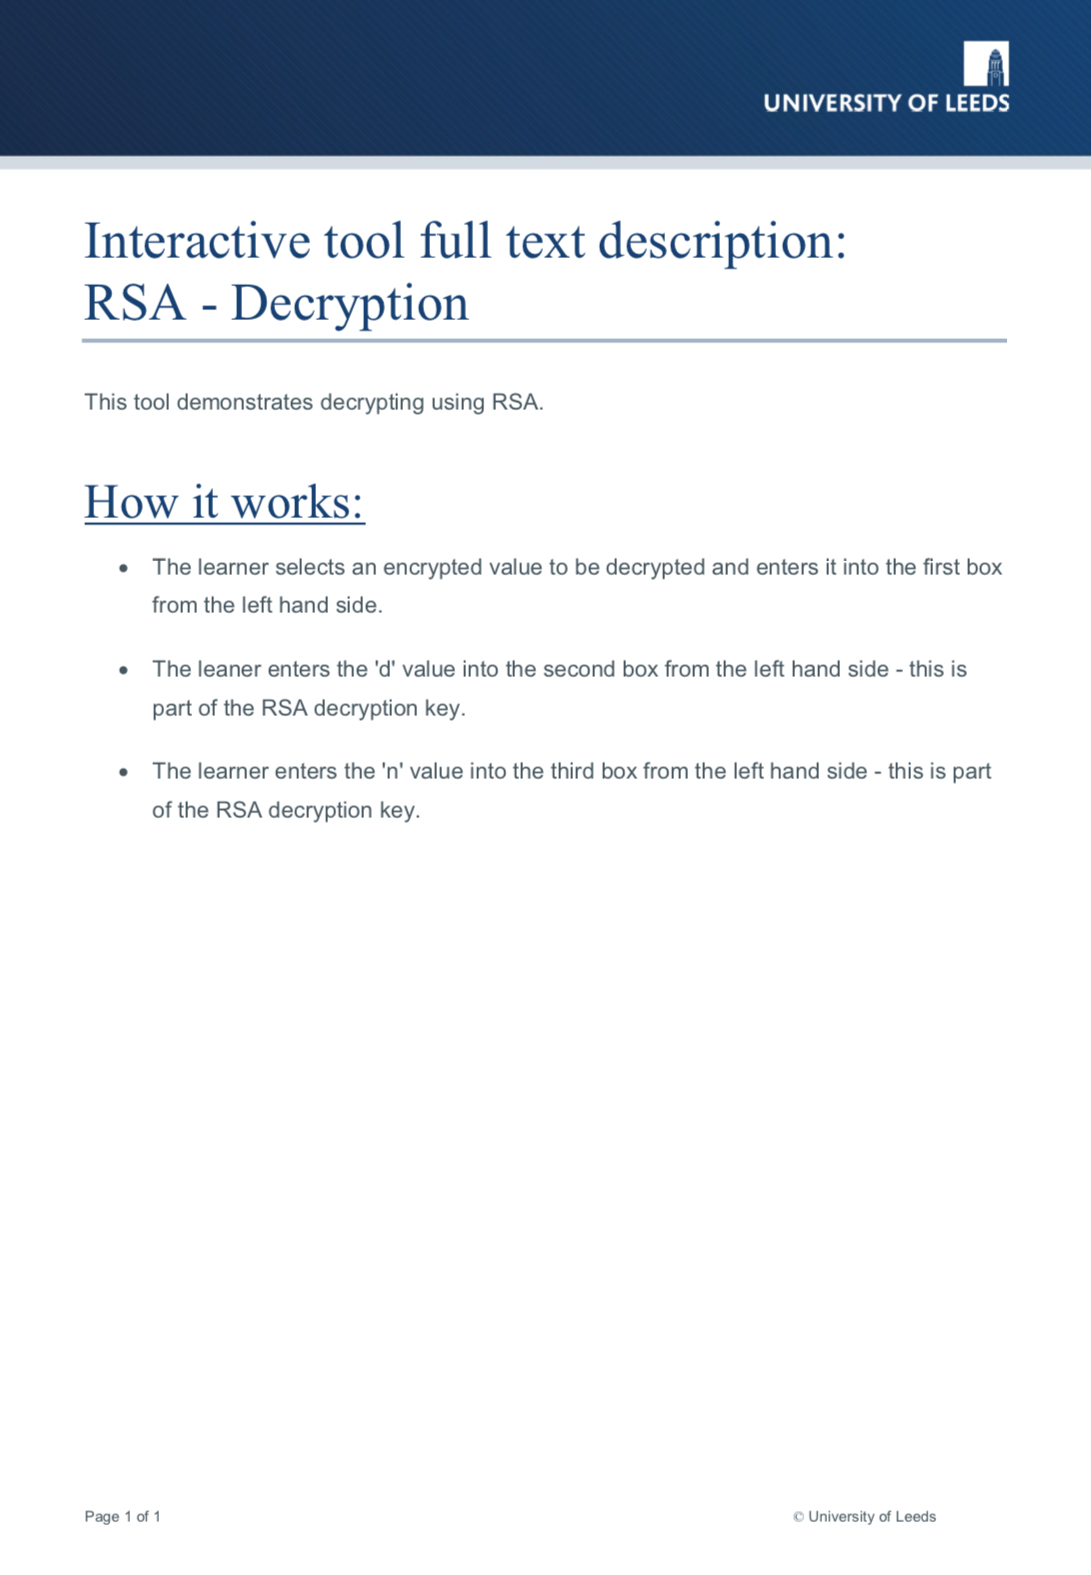 UNIVERSITY OF LEEDS
Interactive tool full text description:
RSA - Decryption
This tool demonstrates decrypting using RSA.
How it works:
• The learner selects an encrypted value to be decrypted and enters it into the first box
from the left hand side.
• The leaner enters the 'd' value into the second box from the left hand side - this is
part of the RSA decryption key.
• The learner enters the 'n' value into the third box from the left hand side - this is part
of the RSA decryption key.
Page 1 of 1
© University of Leeds